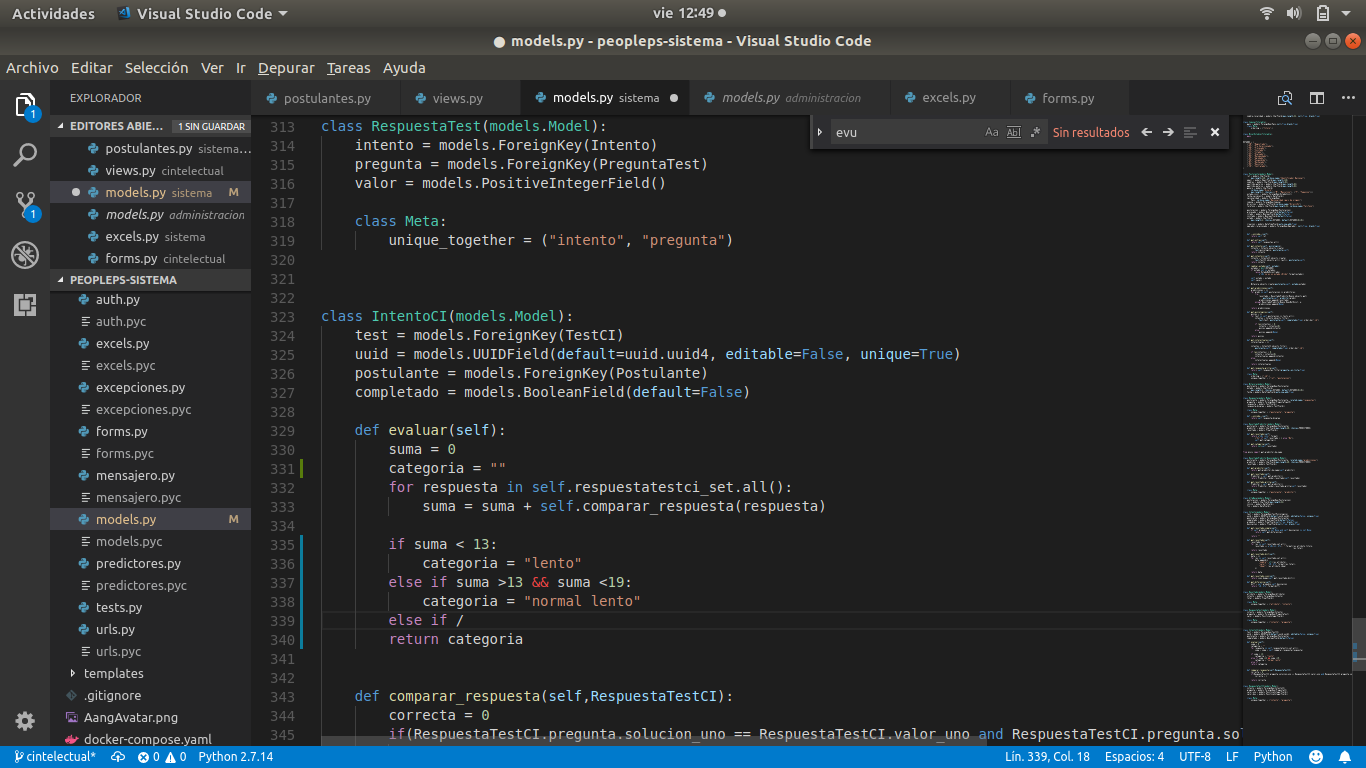 Actividades
Visual Studio Code
vie 12:49
models.py - peopleps-sistema - Visual Studio Code
Archivo Editar Selección Ver Ir Depurar Tareas Ayuda
EXPLORADOR
EDITORES ABIE... 1 SIN GUARDAR
postulantes.py sistema...
views.py cintelectual
models.py sistema M
models.py administracion
excels.py sistema
forms.py cintelectual
PEOPLEPS-SISTEMA
auth.py
auth.pyc
excels.py
excels.pyc
excepciones.py
excepciones.pyc
forms.py
forms.pyc
mensajero.py
mensajero.pyc
models.py M
models.pyc
predictores.py
predictores.pyc
tests.py
urls.py
urls.pyc
templates
.gitignore
AangAvatar.png
docker-compose.yaml
postulantes.py views.py models.py sistema models.py administracion excels.py forms.py
evu Aa Abl .* Sin resultados
313 class RespuestaTest(models.Model):
314 intento = models.ForeignKey(Intento)
315 pregunta = models.ForeignKey(PreguntaTest)
316 valor = models.PositiveIntegerField()
317
318 class Meta:
319 unique_together = ("intento", "pregunta")
320
321
322
323 class IntentoCI(models.Model):
324 test = models.ForeignKey(TestCI)
325 uuid = models.UUIDField(default=uuid.uuid4, editable=False, unique=True)
326 postulante = models.ForeignKey(Postulante)
327 completado = models.BooleanField(default=False)
328
329 def evaluar(self):
330 suma = 0
331 categoria = ""
332 for respuesta in self.respuestatestci_set.all():
333 suma = suma + self.comparar_respuesta(respuesta)
334
335 if suma < 13:
336 categoria = "lento"
337 else if suma >13 && suma <19:
338 categoria = "normal lento"
339 else if /
340 return categoria
341
342
343 def comparar_respuesta(self,RespuestaTestCI):
344 correcta = 0
345 if(RespuestaTestCI.pregunta.solucion_uno == RespuestaTestCI.valor_uno and RespuestaTestCI.pregunta.sol
1
1
cintelectual* 0 0 Python 2.7.14 Lín. 339, Col. 18 Espacios: 4 UTF-8 LF Python